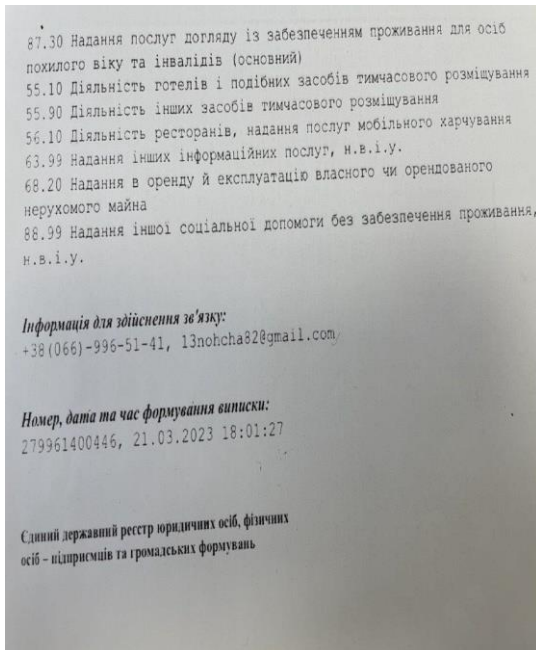 87.30 Надання послуг догляду із забезпеченням проживання для осіб
похилого віку та інвалідів (основний)
55.10 Діяльність готелів і подібних засобів тимчасового розміщування
55.90 Діяльність інших засобів тимчасового розміщування
56.10 Діяльність ресторанів, надання послуг мобільного харчування
63.99 Надання інших інформаційних послуг, н.в.і.у.
68.20 Надання в оренду й експлуатацію власного чи орендованого
нерухомого майна
88.99 Надання іншої соціальної допомоги без забезпечення проживання,
н.в.і.у.
Інформація для здійснення зв'язку:
+38(066)-996-51-41, 13nohcha82@gmail.com
Номер, дата та час формування виписки:
279961400446, 21.03.2023 18:01:27
Єдиний державний реєстр юридичних осіб, фізичних
осіб – підприємців та громадських формувань